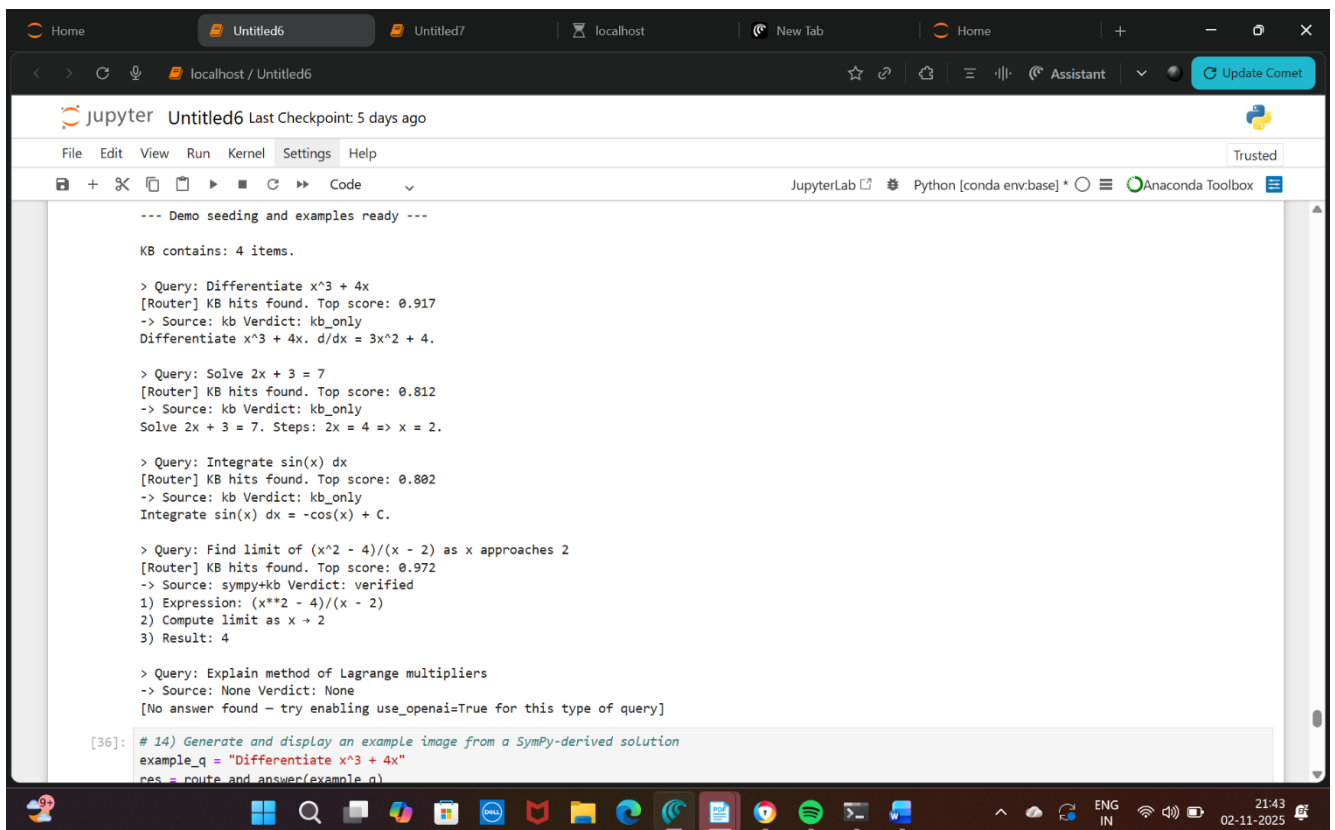 Home
Untitled6
Untitled7
localhost
New Tab
Home
localhost / Untitled6
Assistant
Update Comet
jupyter Untitled6 Last Checkpoint: 5 days ago
File Edit View Run Kernel Settings Help
Trusted
Code
JupyterLab
Python [conda env:base] *
Anaconda Toolbox
--- Demo seeding and examples ready ---
KB contains: 4 items.
> Query: Differentiate x^3 + 4x
[Router] KB hits found. Top score: 0.917
-> Source: kb Verdict: kb_only
Differentiate x^3 + 4x. d/dx = 3x^2 + 4.
> Query: Solve 2x + 3 = 7
[Router] KB hits found. Top score: 0.812
-> Source: kb Verdict: kb_only
Solve 2x + 3 = 7. Steps: 2x = 4 => x = 2.
> Query: Integrate sin(x) dx
[Router] KB hits found. Top score: 0.802
-> Source: kb Verdict: kb_only
Integrate sin(x) dx = -cos(x) + C.
> Query: Find limit of (x^2 - 4)/(x - 2) as x approaches 2
[Router] KB hits found. Top score: 0.972
-> Source: sympy+kb Verdict: verified
1) Expression: (x**2 - 4)/(x - 2)
2) Compute limit as x → 2
3) Result: 4
> Query: Explain method of Lagrange multipliers
-> Source: None Verdict: None
[No answer found — try enabling use_openai=True for this type of query]
[36]: # 14) Generate and display an example image from a SymPy-derived solution
example_q = "Differentiate x^3 + 4x"
res = route_and_answer(example_q)
9+
DELL
PDF
W
ENG
IN
21:43
02-11-2025